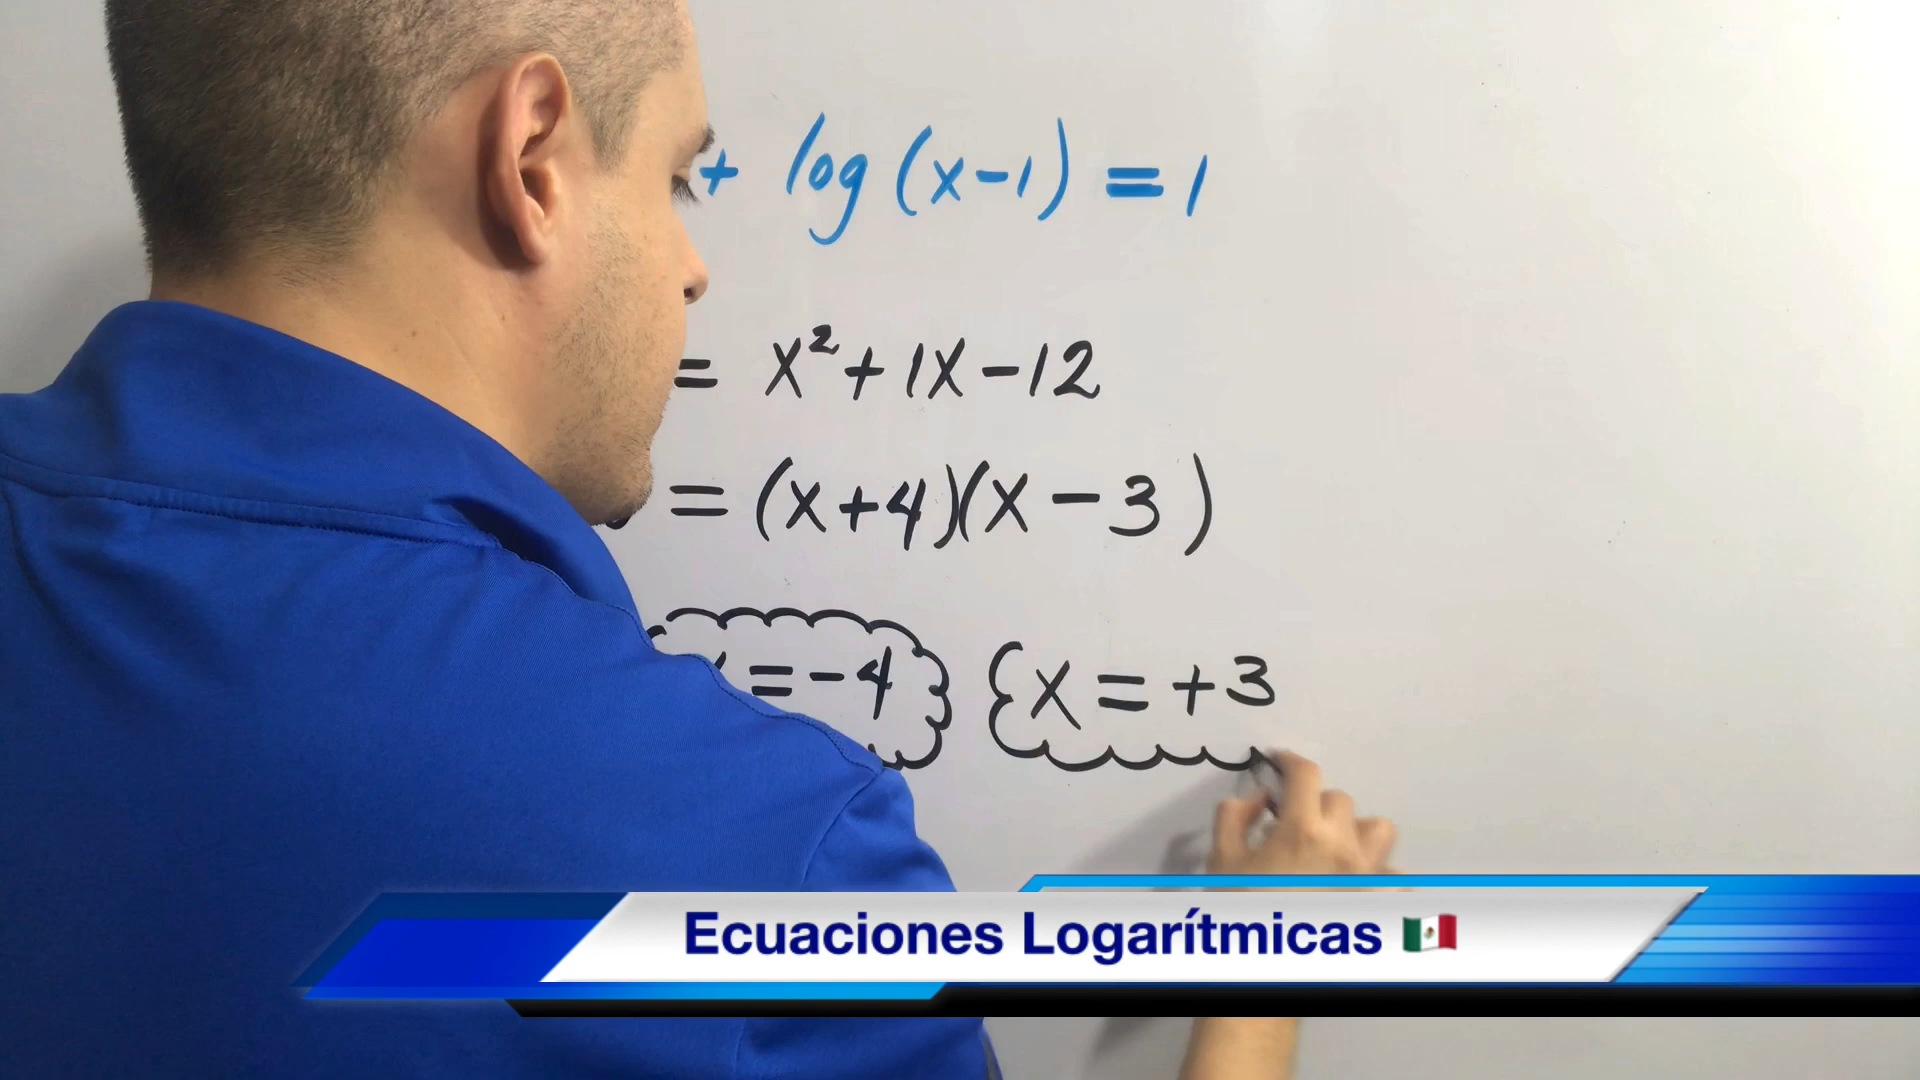 + log (x-1) = 1
= x² + 1x - 12
= (x+4)(x-3)
= -4 x = +3
Ecuaciones Logarítmicas